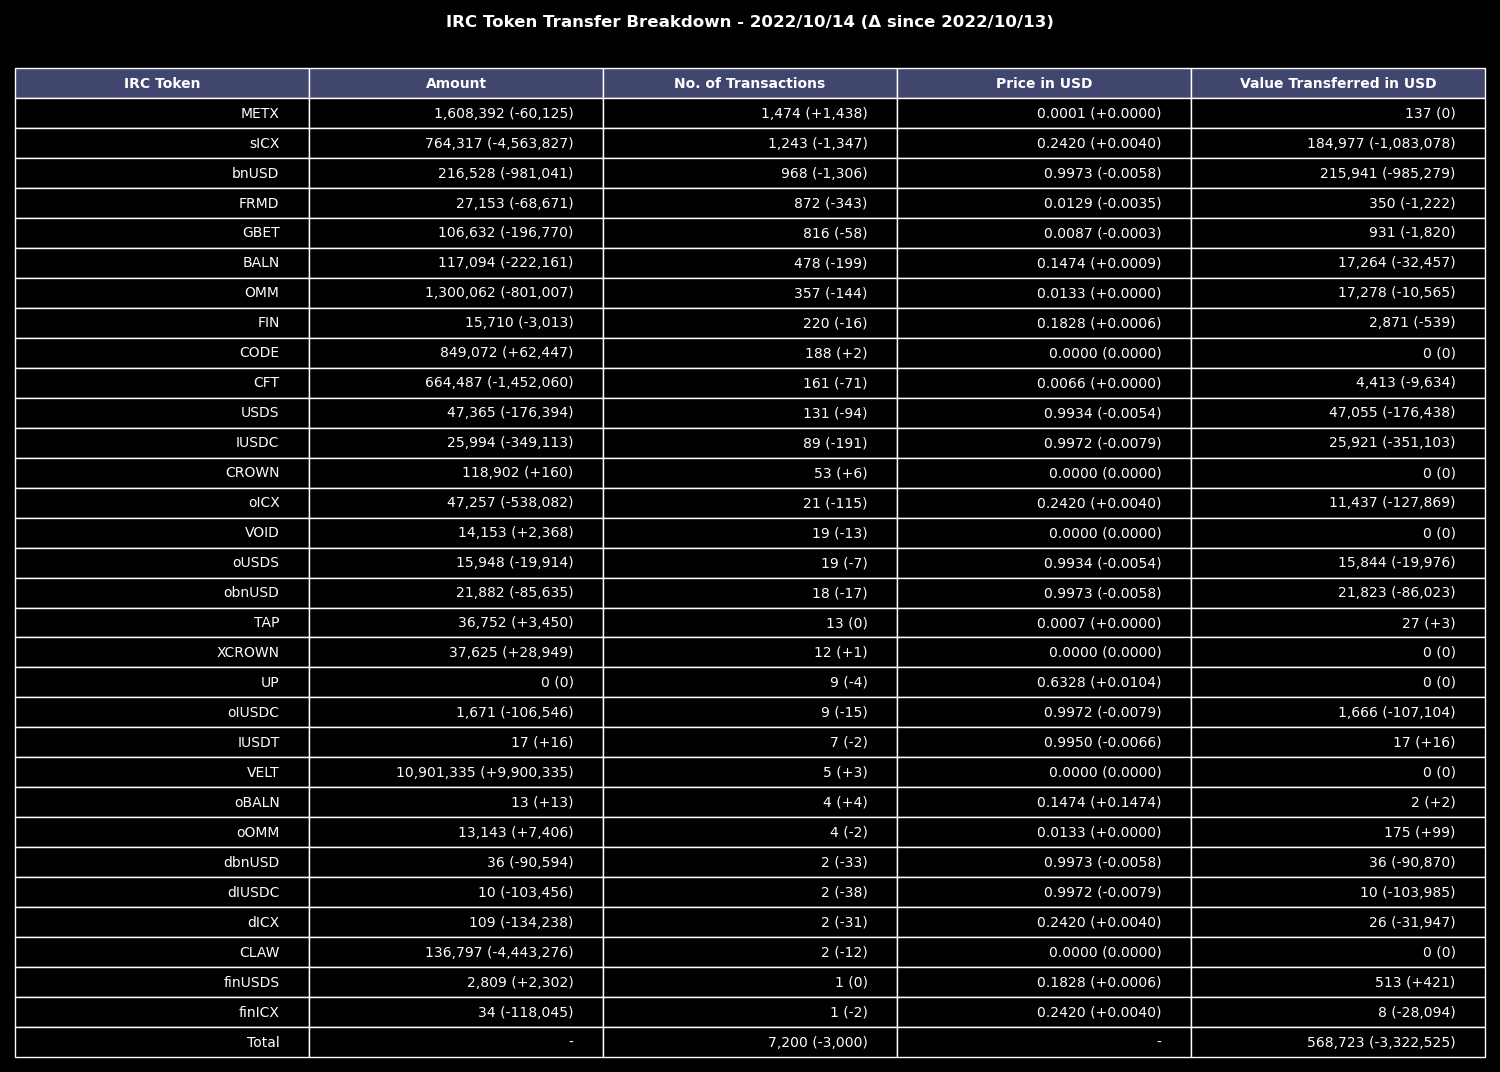 IRC Token Transfer Breakdown - 2022/10/14 (Δ since 2022/10/13)
IRC Token Amount No. of Transactions Price in USD Value Transferred in USD
METX 1,608,392 (-60,125) 1,474 (+1,438) 0.0001 (+0.0000) 137 (0)
sICX 764,317 (-4,563,827) 1,243 (-1,347) 0.2420 (+0.0040) 184,977 (-1,083,078)
bnUSD 216,528 (-981,041) 968 (-1,306) 0.9973 (-0.0058) 215,941 (-985,279)
FRMD 27,153 (-68,671) 872 (-343) 0.0129 (-0.0035) 350 (-1,222)
GBET 106,632 (-196,770) 816 (-58) 0.0087 (-0.0003) 931 (-1,820)
BALN 117,094 (-222,161) 478 (-199) 0.1474 (+0.0009) 17,264 (-32,457)
OMM 1,300,062 (-801,007) 357 (-144) 0.0133 (+0.0000) 17,278 (-10,565)
FIN 15,710 (-3,013) 220 (-16) 0.1828 (+0.0006) 2,871 (-539)
CODE 849,072 (+62,447) 188 (+2) 0.0000 (0.0000) 0 (0)
CFT 664,487 (-1,452,060) 161 (-71) 0.0066 (+0.0000) 4,413 (-9,634)
USDS 47,365 (-176,394) 131 (-94) 0.9934 (-0.0054) 47,055 (-176,438)
IUSDC 25,994 (-349,113) 89 (-191) 0.9972 (-0.0079) 25,921 (-351,103)
CROWN 118,902 (+160) 53 (+6) 0.0000 (0.0000) 0 (0)
oICX 47,257 (-538,082) 21 (-115) 0.2420 (+0.0040) 11,437 (-127,869)
VOID 14,153 (+2,368) 19 (-13) 0.0000 (0.0000) 0 (0)
oUSDS 15,948 (-19,914) 19 (-7) 0.9934 (-0.0054) 15,844 (-19,976)
obnUSD 21,882 (-85,635) 18 (-17) 0.9973 (-0.0058) 21,823 (-86,023)
TAP 36,752 (+3,450) 13 (0) 0.0007 (+0.0000) 27 (+3)
XCROWN 37,625 (+28,949) 12 (+1) 0.0000 (0.0000) 0 (0)
UP 0 (0) 9 (-4) 0.6328 (+0.0104) 0 (0)
oIUSDC 1,671 (-106,546) 9 (-15) 0.9972 (-0.0079) 1,666 (-107,104)
IUSDT 17 (+16) 7 (-2) 0.9950 (-0.0066) 17 (+16)
VELT 10,901,335 (+9,900,335) 5 (+3) 0.0000 (0.0000) 0 (0)
oBALN 13 (+13) 4 (+4) 0.1474 (+0.1474) 2 (+2)
oOMM 13,143 (+7,406) 4 (-2) 0.0133 (+0.0000) 175 (+99)
dbnUSD 36 (-90,594) 2 (-33) 0.9973 (-0.0058) 36 (-90,870)
dIUSDC 10 (-103,456) 2 (-38) 0.9972 (-0.0079) 10 (-103,985)
dICX 109 (-134,238) 2 (-31) 0.2420 (+0.0040) 26 (-31,947)
CLAW 136,797 (-4,443,276) 2 (-12) 0.0000 (0.0000) 0 (0)
finUSDS 2,809 (+2,302) 1 (0) 0.1828 (+0.0006) 513 (+421)
finICX 34 (-118,045) 1 (-2) 0.2420 (+0.0040) 8 (-28,094)
Total - 7,200 (-3,000) - 568,723 (-3,322,525)